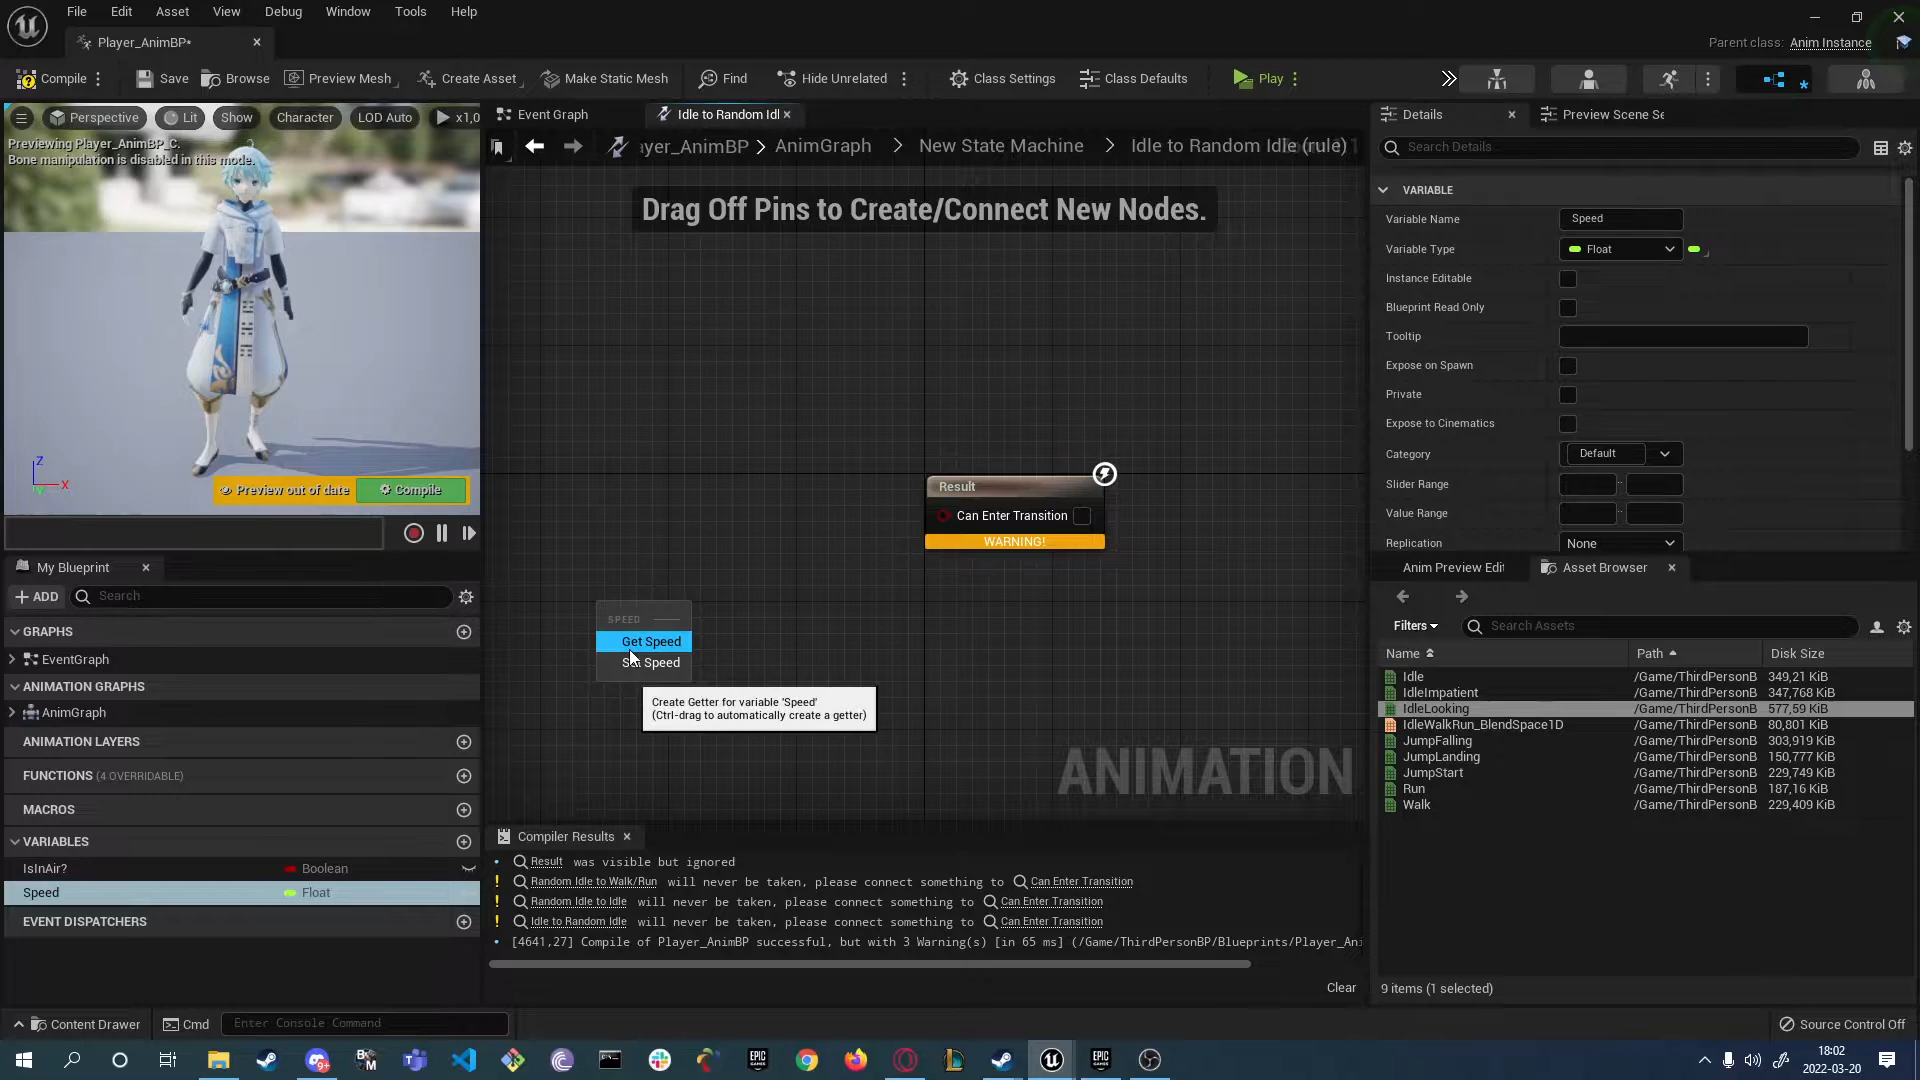 File Edit Asset View Debug Window Tools Help
Player_AnimBP*
Parent class: Anim Instance
Compile Save Browse Preview Mesh Create Asset Make Static Mesh Find Hide Unrelated Class Settings Class Defaults Play
Perspective Lit Show Character LOD Auto x1,0
Previewing Player_AnimBP_C.
Bone manipulation is disabled in this mode.
Z
X
Preview out of date Compile
Event Graph
Idle to Random Idl
yer_AnimBP > AnimGraph > New State Machine > Idle to Random Idle (rule)
Drag Off Pins to Create/Connect New Nodes.
Result
Can Enter Transition
WARNING!
SPEED
Get Speed
Set Speed
Create Getter for variable 'Speed'
(Ctrl-drag to automatically create a getter)
ANIMATION
My Blueprint
ADD Search
GRAPHS
EventGraph
ANIMATION GRAPHS
AnimGraph
ANIMATION LAYERS
FUNCTIONS (4 OVERRIDABLE)
MACROS
VARIABLES
IsInAir? Boolean
Speed Float
EVENT DISPATCHERS
Compiler Results
Result was visible but ignored
! Random Idle to Walk/Run will never be taken, please connect something to Can Enter Transition
! Random Idle to Idle will never be taken, please connect something to Can Enter Transition
! Idle to Random Idle will never be taken, please connect something to Can Enter Transition
[4641,27] Compile of Player_AnimBP successful, but with 3 Warning(s) [in 65 ms] (/Game/ThirdPersonBP/Blueprints/Player_Ani
Clear
Details
Preview Scene Se
Search Details
VARIABLE
Variable Name Speed
Variable Type Float
Instance Editable
Blueprint Read Only
Tooltip
Expose on Spawn
Private
Expose to Cinematics
Category Default
Slider Range
Value Range
Replication None
Anim Preview Edit
Asset Browser
Filters Search Assets
Name Path Disk Size
Idle /Game/ThirdPersonB 349,21 KiB
IdleImpatient /Game/ThirdPersonB 347,768 KiB
IdleLooking /Game/ThirdPersonB 577,59 KiB
IdleWalkRun_BlendSpace1D /Game/ThirdPersonB 80,801 KiB
JumpFalling /Game/ThirdPersonB 303,919 KiB
JumpLanding /Game/ThirdPersonB 150,777 KiB
JumpStart /Game/ThirdPersonB 229,749 KiB
Run /Game/ThirdPersonB 187,16 KiB
Walk /Game/ThirdPersonB 229,409 KiB
9 items (1 selected)
Content Drawer Cmd Enter Console Command
Source Control Off
9+
EPIC GAMES
EPIC GAMES
18:02
2022-03-20